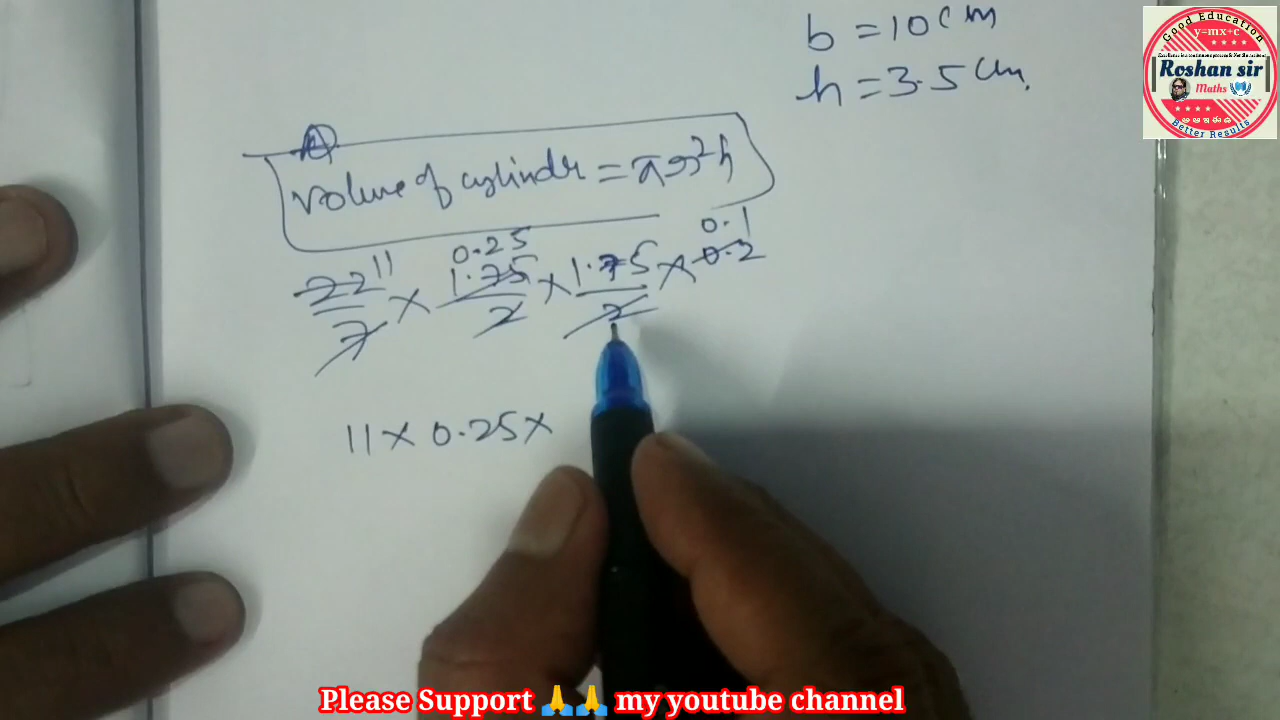 b = 10 cm
h = 3.5 cm.
Good Education
y=mx+c
Roshan sir
Maths
Better Results
A
Volume of cylinder = πr²h
0.25 0.1
22 11 × 1.75 × 1.75 × 0.2
7 2 2
11 × 0.25 ×
Please Support 🙏🙏 my youtube channel